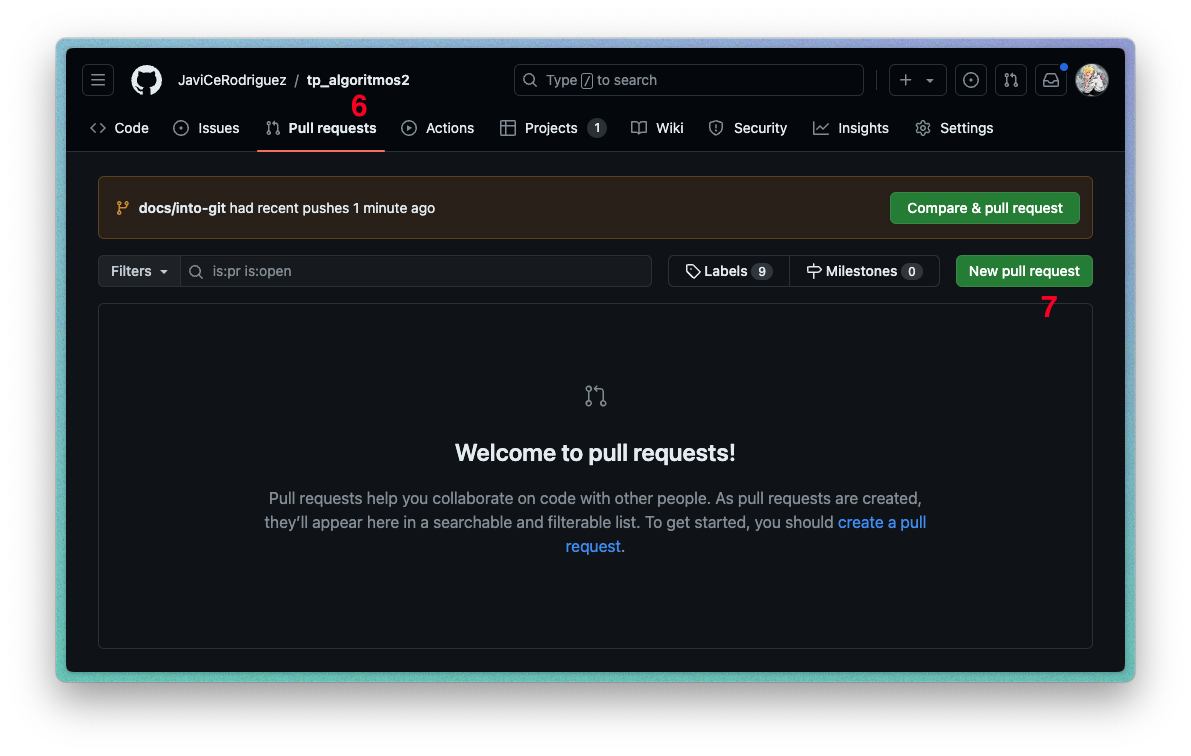 JaviCeRodriguez / tp_algoritmos2 Type / to search
6
Code Issues Pull requests Actions Projects 1 Wiki Security Insights Settings
docs/into-git had recent pushes 1 minute ago Compare & pull request
Filters is:pr is:open Labels 9 Milestones 0 New pull request
7
Welcome to pull requests!
Pull requests help you collaborate on code with other people. As pull requests are created,
they’ll appear here in a searchable and filterable list. To get started, you should create a pull
request.